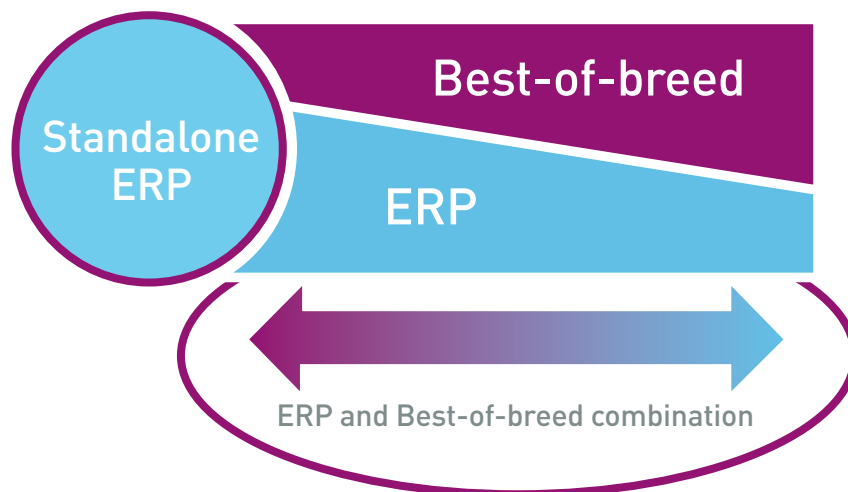 Best-of-breed
Standalone
ERP
ERP
ERP and Best-of-breed combination